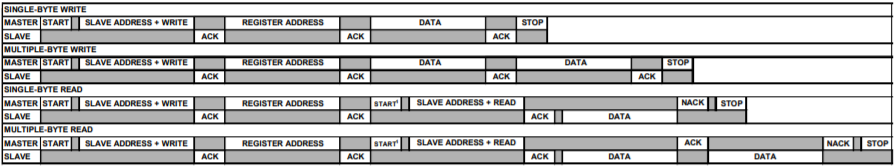 SINGLE-BYTE WRITE
MASTER START SLAVE ADDRESS + WRITE REGISTER ADDRESS DATA STOP
SLAVE ACK ACK ACK
MULTIPLE-BYTE WRITE
MASTER START SLAVE ADDRESS + WRITE REGISTER ADDRESS DATA DATA STOP
SLAVE ACK ACK ACK ACK
SINGLE-BYTE READ
MASTER START SLAVE ADDRESS + WRITE REGISTER ADDRESS START¹ SLAVE ADDRESS + READ NACK STOP
SLAVE ACK ACK ACK DATA
MULTIPLE-BYTE READ
MASTER START SLAVE ADDRESS + WRITE REGISTER ADDRESS START¹ SLAVE ADDRESS + READ ACK NACK STOP
SLAVE ACK ACK ACK DATA DATA